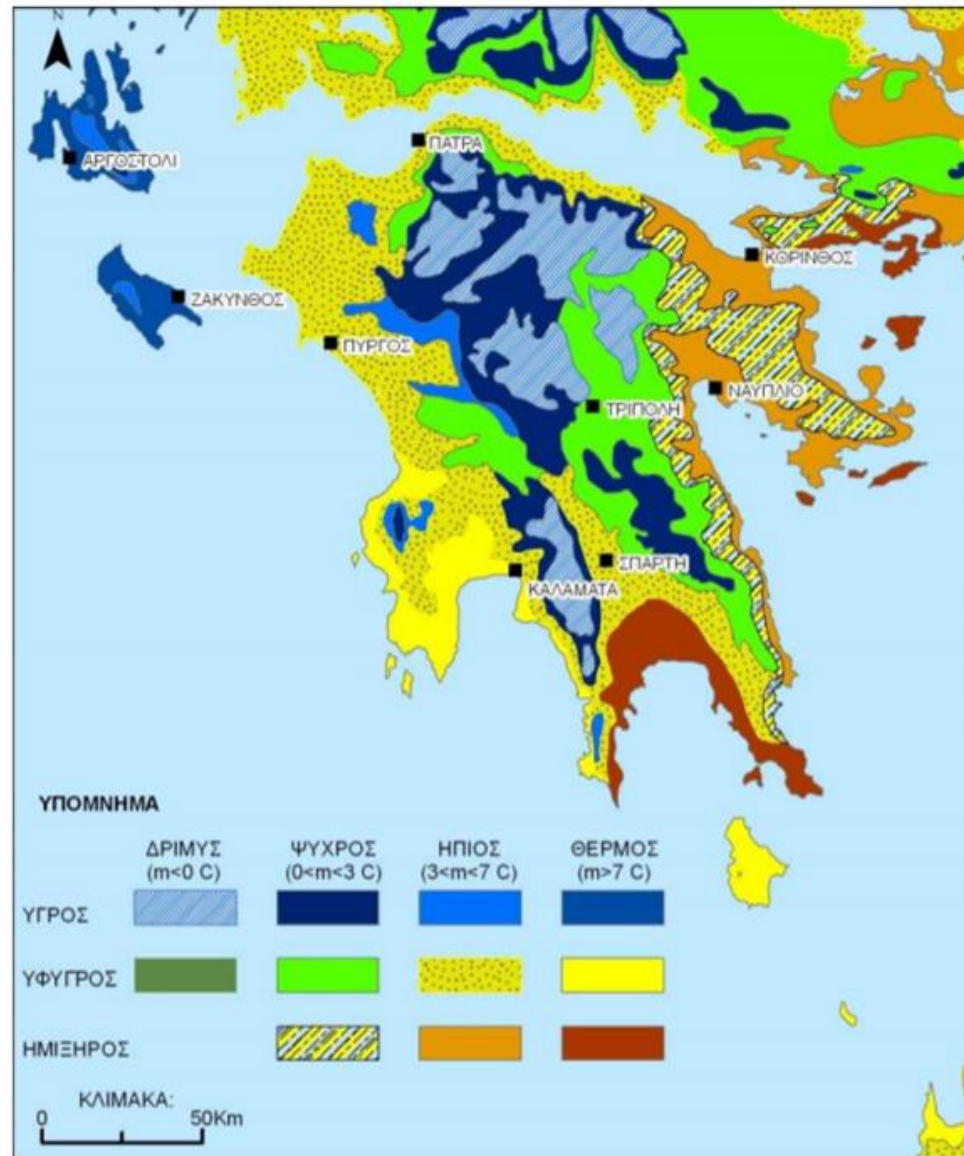 N
ΠΑΤΡΑ
ΑΡΓΟΣΤΟΛΙ
ΚΟΡΙΝΘΟΣ
ΖΑΚΥΝΘΟΣ
ΠΥΡΓΟΣ
ΝΑΥΠΛΙΟ
ΤΡΙΠΟΛΗ
ΣΠΑΡΤΗ
ΚΑΛΑΜΑΤΑ
ΥΠΟΜΝΗΜΑ
ΔΡΙΜΥΣ ΨΥΧΡΟΣ ΗΠΙΟΣ ΘΕΡΜΟΣ
(m<0 C) (0<m<3 C) (3<m<7 C) (m>7 C)
ΥΓΡΟΣ
ΥΦΥΓΡΟΣ
ΗΜΙΞΗΡΟΣ
ΚΛΙΜΑΚΑ:
0 50Km